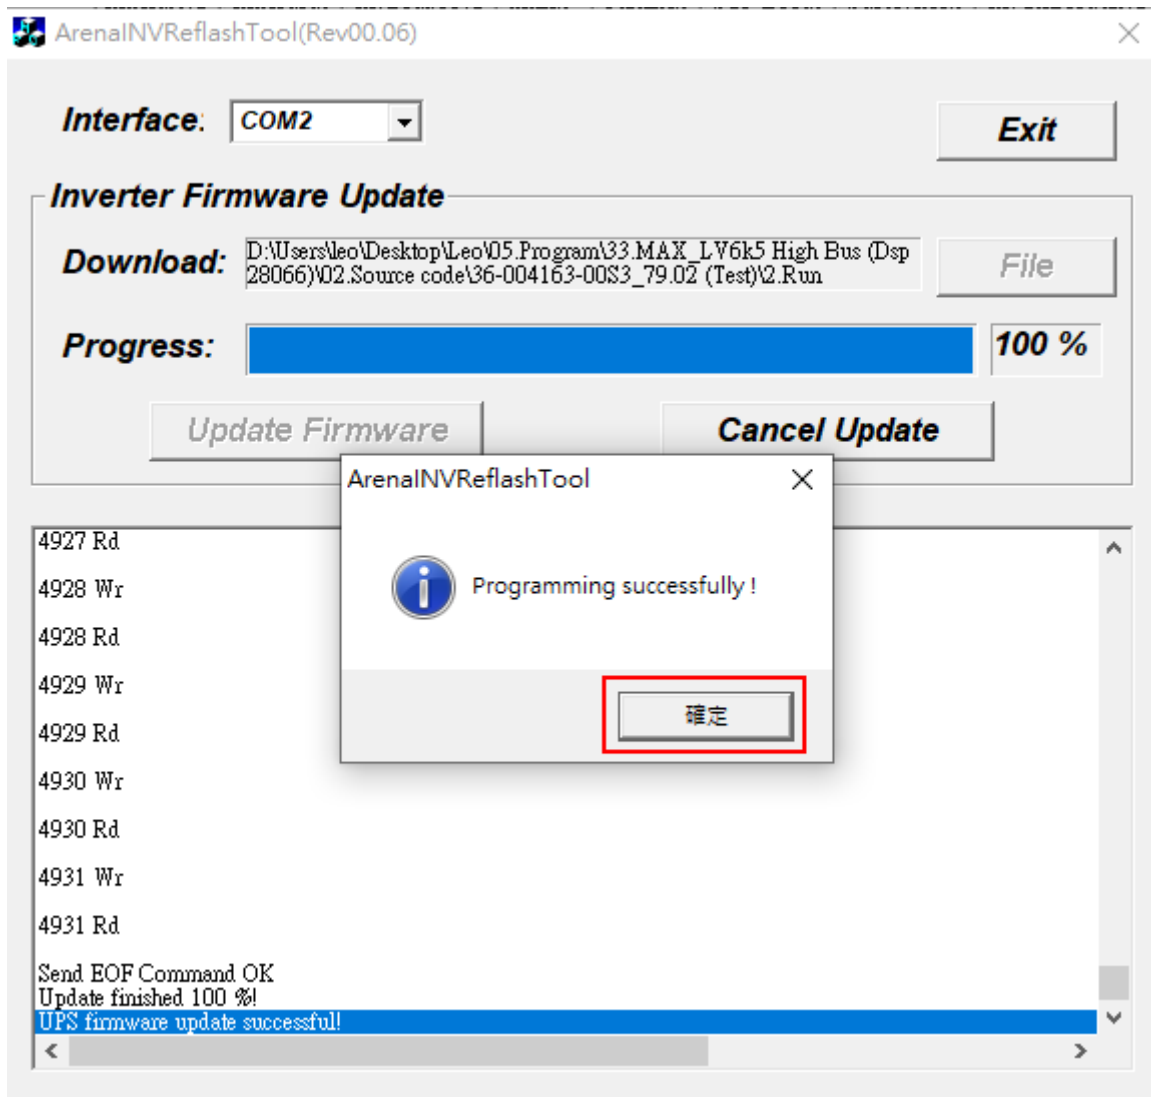 ArenaINVReflashTool(Rev00.06)
Interface:
COM2
Exit
Inverter Firmware Update
Download:
D:\Users\leo\Desktop\Leo\05.Program\33.MAX_LV6k5 High Bus (Dsp
28066)\02.Source code\36-004163-00S3_79.02 (Test)\2.Run
File
Progress:
100 %
Update Firmware
Cancel Update
ArenaINVReflashTool
Programming successfully !
確定
4927 Rd
4928 Wr
4928 Rd
4929 Wr
4929 Rd
4930 Wr
4930 Rd
4931 Wr
4931 Rd
Send EOF Command OK
Update finished 100 %!
UPS firmware update successful!